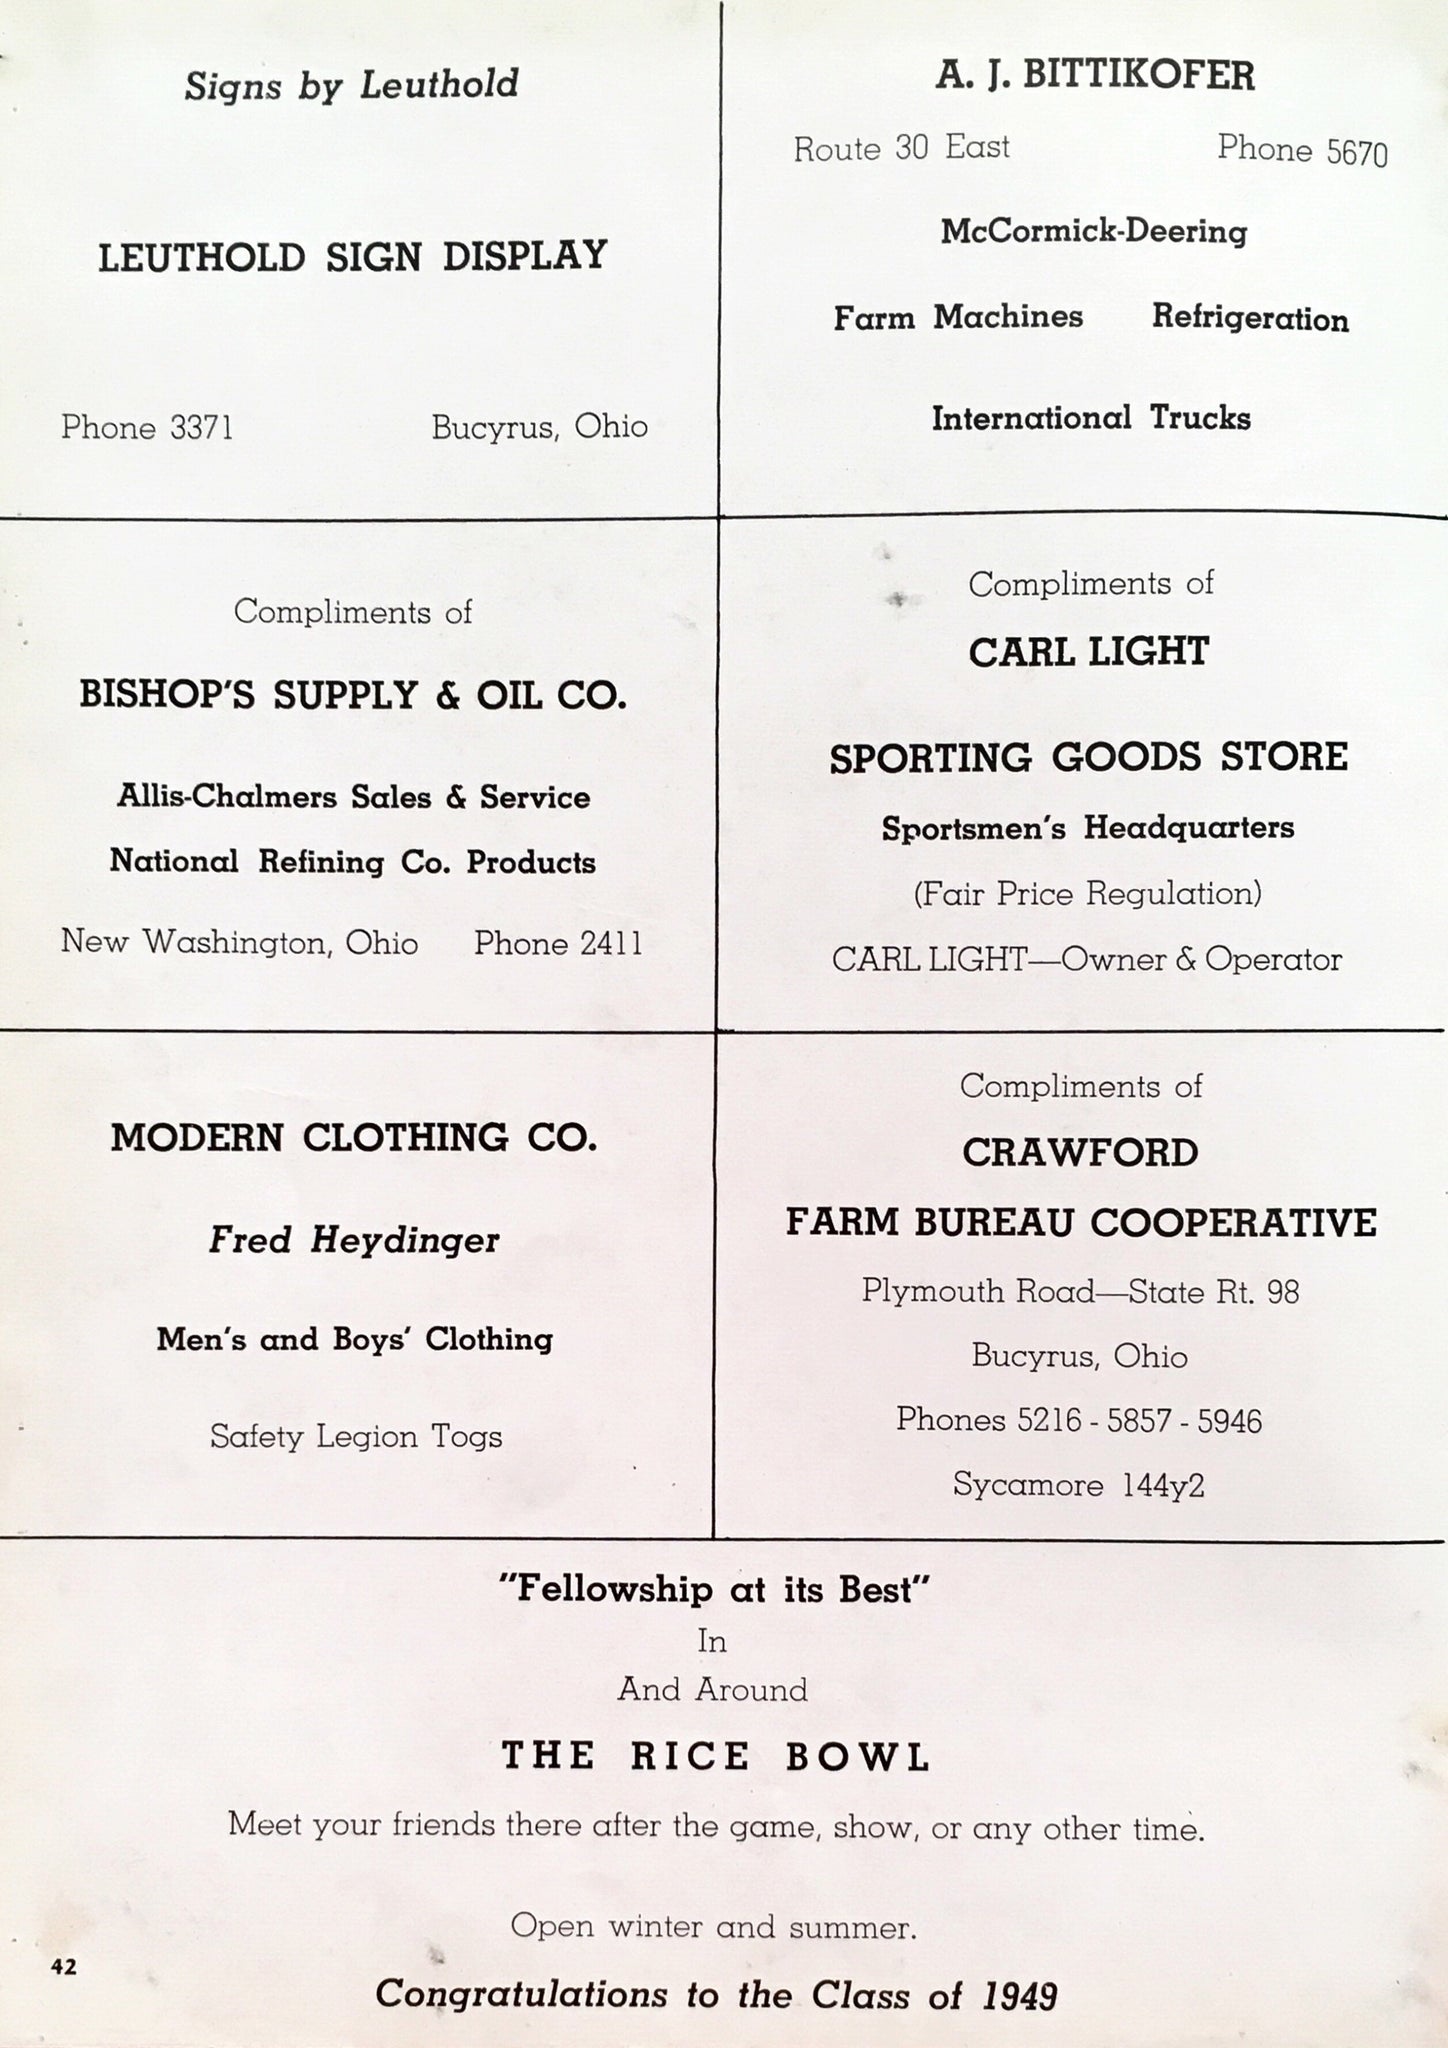 Signs by Leuthold
LEUTHOLD SIGN DISPLAY
Phone 3371 Bucyrus, Ohio
A. J. BITTIKOFER
Route 30 East Phone 5670
McCormick-Deering
Farm Machines Refrigeration
International Trucks
Compliments of
BISHOP'S SUPPLY & OIL CO.
Allis-Chalmers Sales & Service
National Refining Co. Products
New Washington, Ohio Phone 2411
Compliments of
CARL LIGHT
SPORTING GOODS STORE
Sportsmen's Headquarters
(Fair Price Regulation)
CARL LIGHT—Owner & Operator
MODERN CLOTHING CO.
Fred Heydinger
Men's and Boys' Clothing
Safety Legion Togs
Compliments of
CRAWFORD
FARM BUREAU COOPERATIVE
Plymouth Road—State Rt. 98
Bucyrus, Ohio
Phones 5216 - 5857 - 5946
Sycamore 144y2
"Fellowship at its Best"
In
And Around
THE RICE BOWL
Meet your friends there after the game, show, or any other time.
Open winter and summer.
Congratulations to the Class of 1949
42